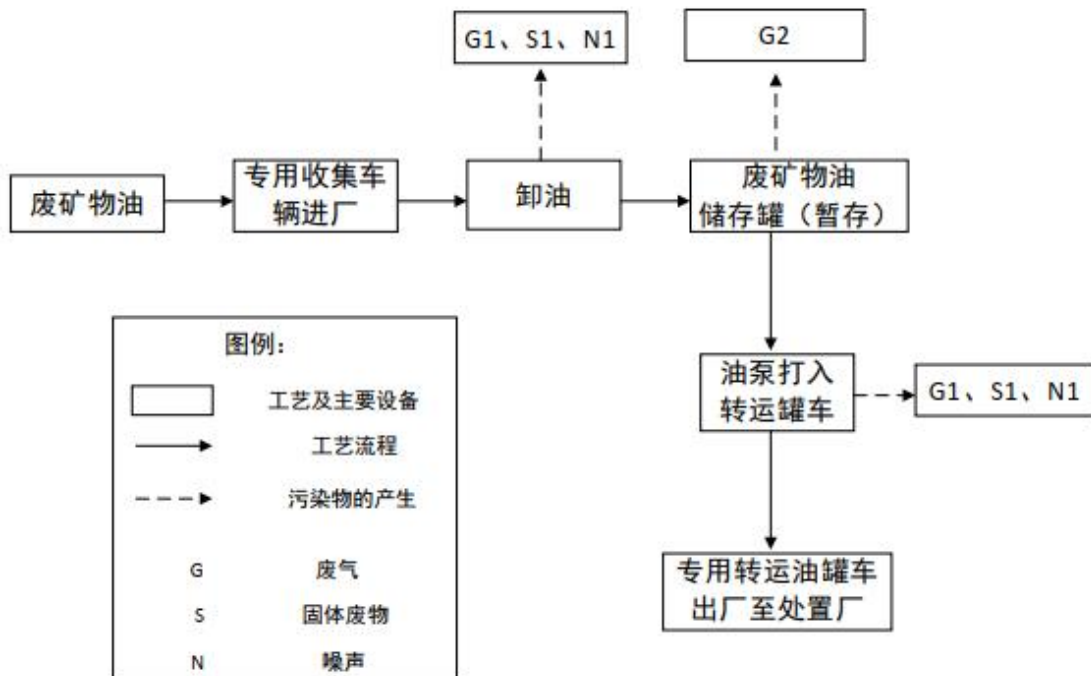 G1、S1、N1
G2
废矿物油
专用收集车
辆进厂
卸油
废矿物油
储存罐（暂存）
油泵打入
转运罐车
G1、S1、N1
专用转运油罐车
出厂至处置厂
图例：
工艺及主要设备
工艺流程
污染物的产生
G 废气
S 固体废物
N 噪声